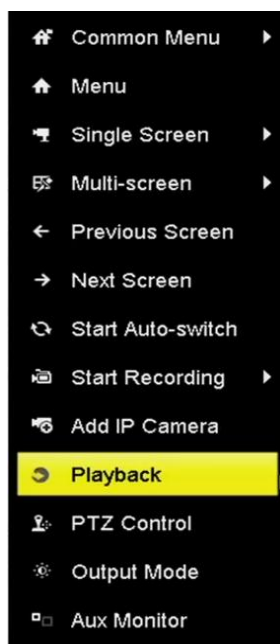 Common Menu
Menu
Single Screen
Multi-screen
Previous Screen
Next Screen
Start Auto-switch
Start Recording
Add IP Camera
Playback
PTZ Control
Output Mode
Aux Monitor